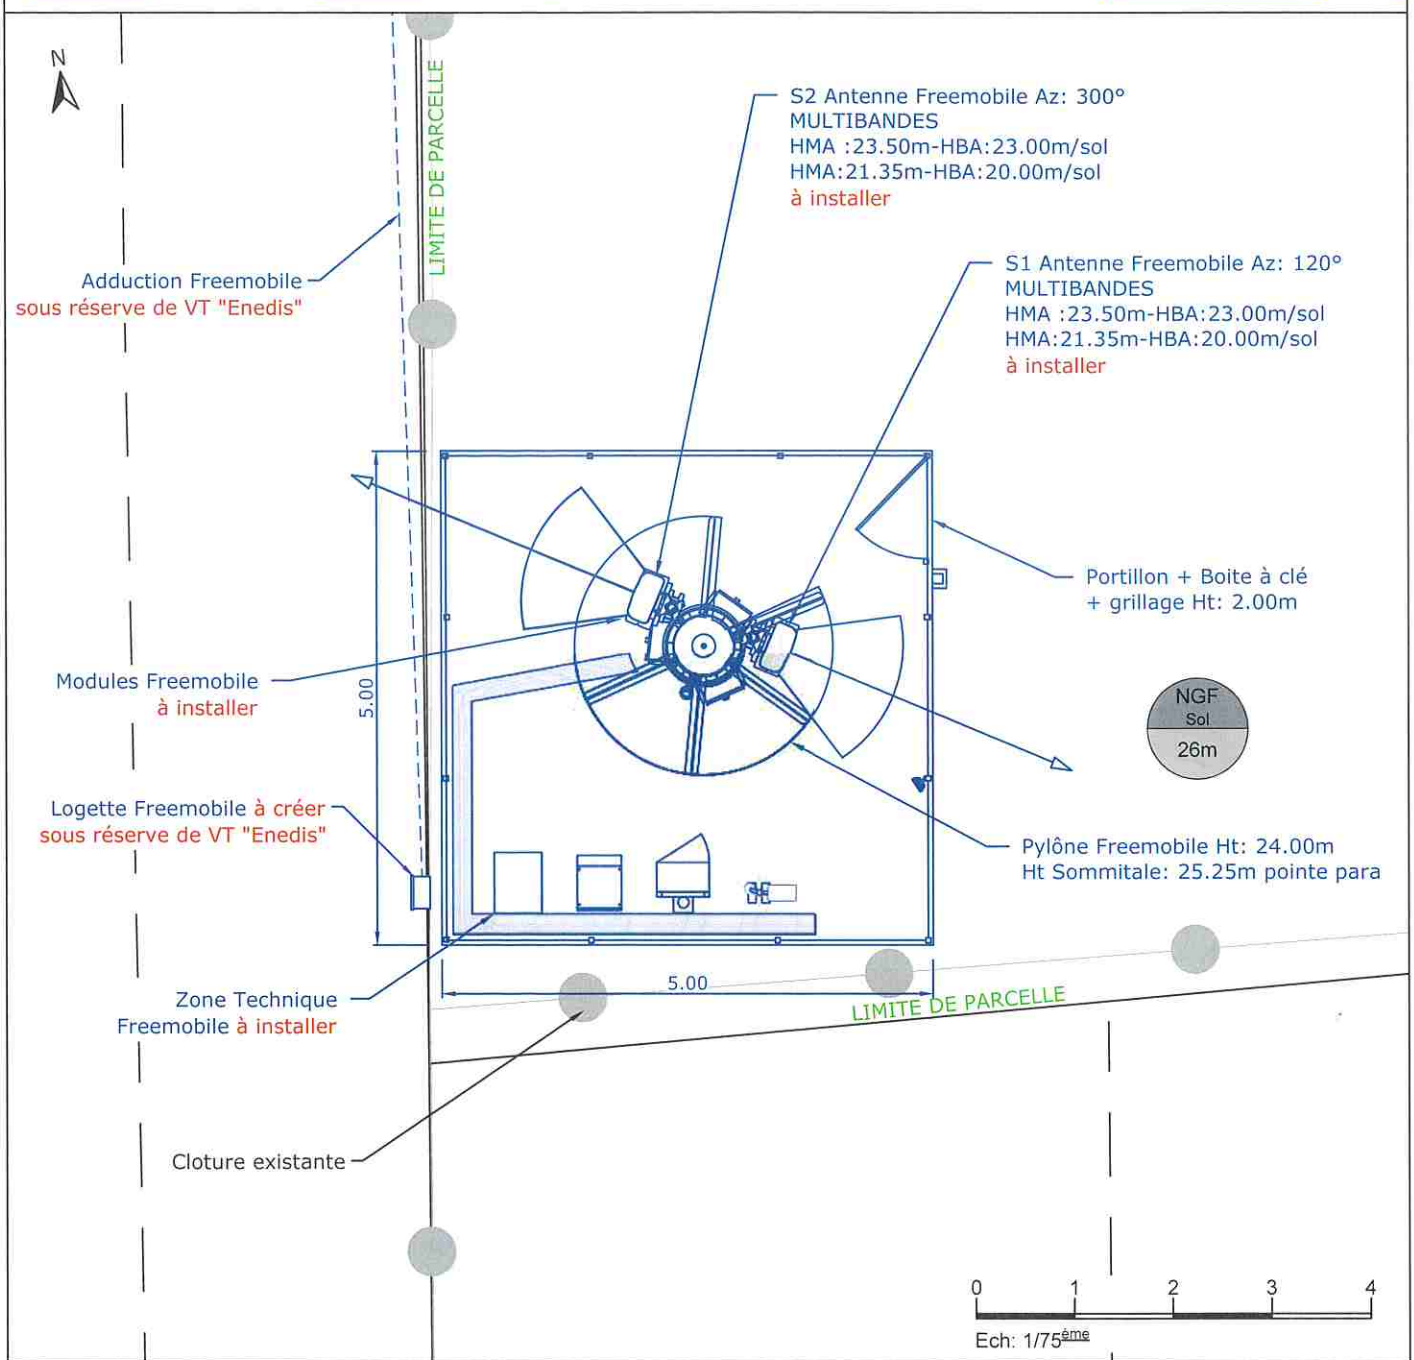 N
LIMITE DE PARCELLE
S2 Antenne Freemobile Az: 300°
MULTIBANDES
HMA :23.50m-HBA:23.00m/sol
HMA:21.35m-HBA:20.00m/sol
à installer
S1 Antenne Freemobile Az: 120°
MULTIBANDES
HMA :23.50m-HBA:23.00m/sol
HMA:21.35m-HBA:20.00m/sol
à installer
Adduction Freemobile
sous réserve de VT "Enedis"
Portillon + Boite à clé
+ grillage Ht: 2.00m
Modules Freemobile
à installer
5.00
NGF
Sol
26m
Logette Freemobile à créer
sous réserve de VT "Enedis"
Pylône Freemobile Ht: 24.00m
Ht Sommitale: 25.25m pointe para
5.00
Zone Technique
Freemobile à installer
LIMITE DE PARCELLE
Cloture existante
0 1 2 3 4
Ech: 1/75ème